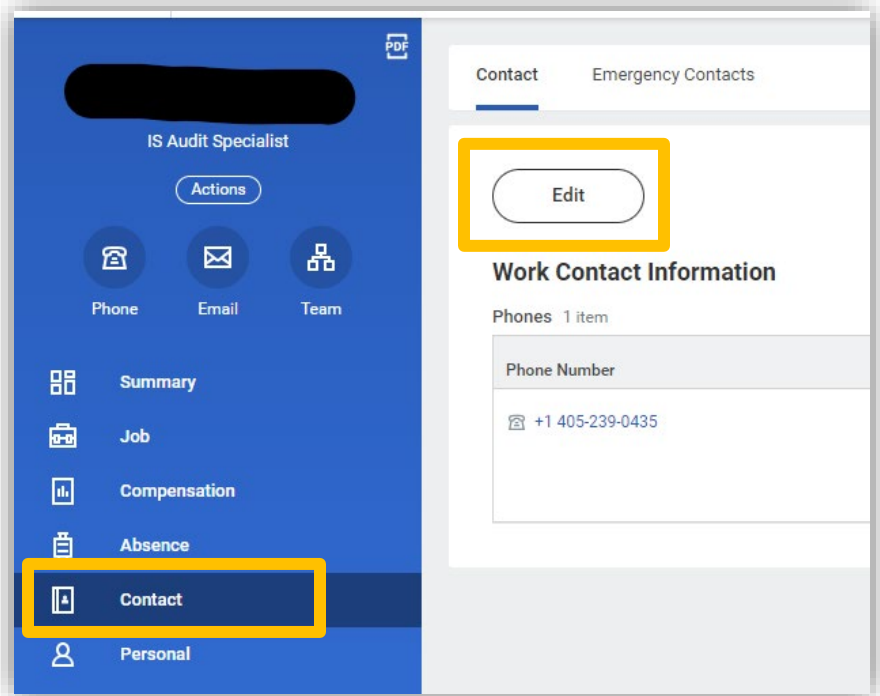 PDF
IS Audit Specialist
Actions
Phone Email Team
Summary
Job
Compensation
Absence
Contact
Personal
Contact Emergency Contacts
Edit
Work Contact Information
Phones 1 item
Phone Number
+1 405-239-0435